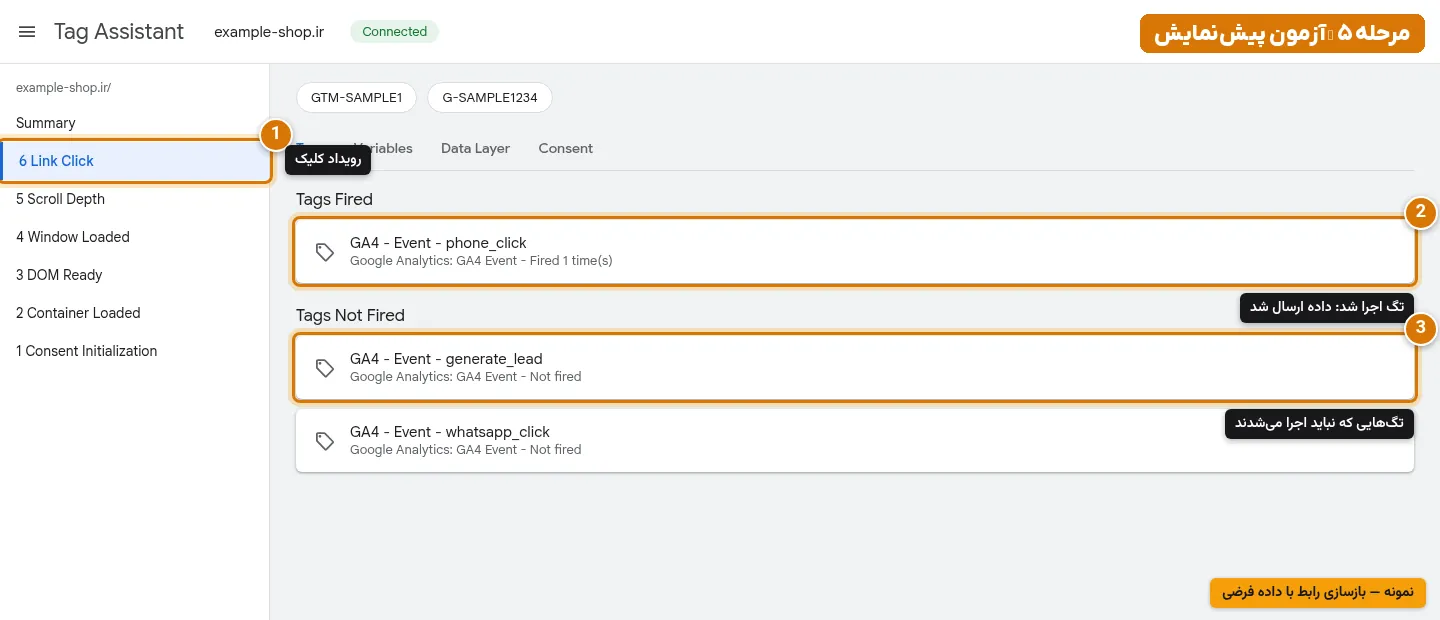 Tag Assistant
example-shop.ir
Connected
مرحله ۵ آزمون پیش‌نمایش
example-shop.ir/
Summary
6 Link Click
5 Scroll Depth
4 Window Loaded
3 DOM Ready
2 Container Loaded
1 Consent Initialization
1
رویداد کلیک
GTM-SAMPLE1
G-SAMPLE1234
Data Layer
Consent
Tags Fired
2
GA4 - Event - phone_click
Google Analytics: GA4 Event - Fired 1 time(s)
تگ اجرا شد: داده ارسال شد
Tags Not Fired
3
GA4 - Event - generate_lead
Google Analytics: GA4 Event - Not fired
تگ‌هایی که نباید اجرا می‌شدند
GA4 - Event - whatsapp_click
Google Analytics: GA4 Event - Not fired
نمونه — بازسازی رابط با داده فرضی